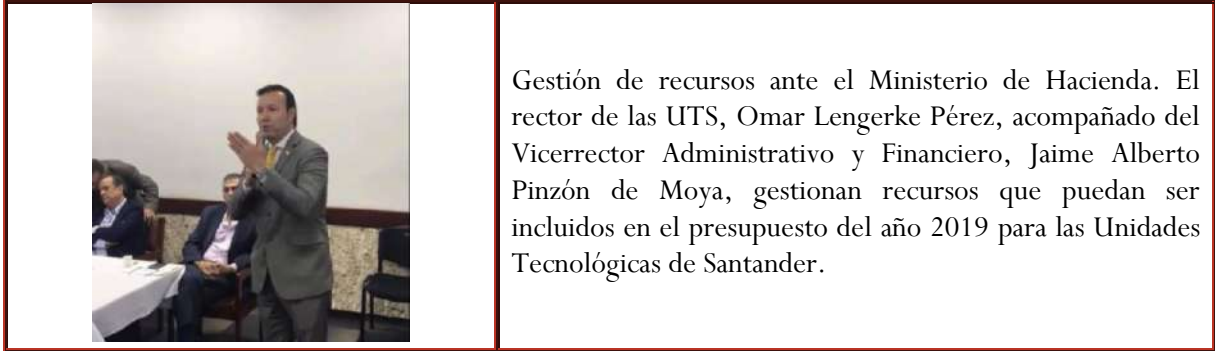 Gestión de recursos ante el Ministerio de Hacienda. El
rector de las UTS, Omar Lengerke Pérez, acompañado del
Vicerrector Administrativo y Financiero, Jaime Alberto
Pinzón de Moya, gestionan recursos que puedan ser
incluidos en el presupuesto del año 2019 para las Unidades
Tecnológicas de Santander.